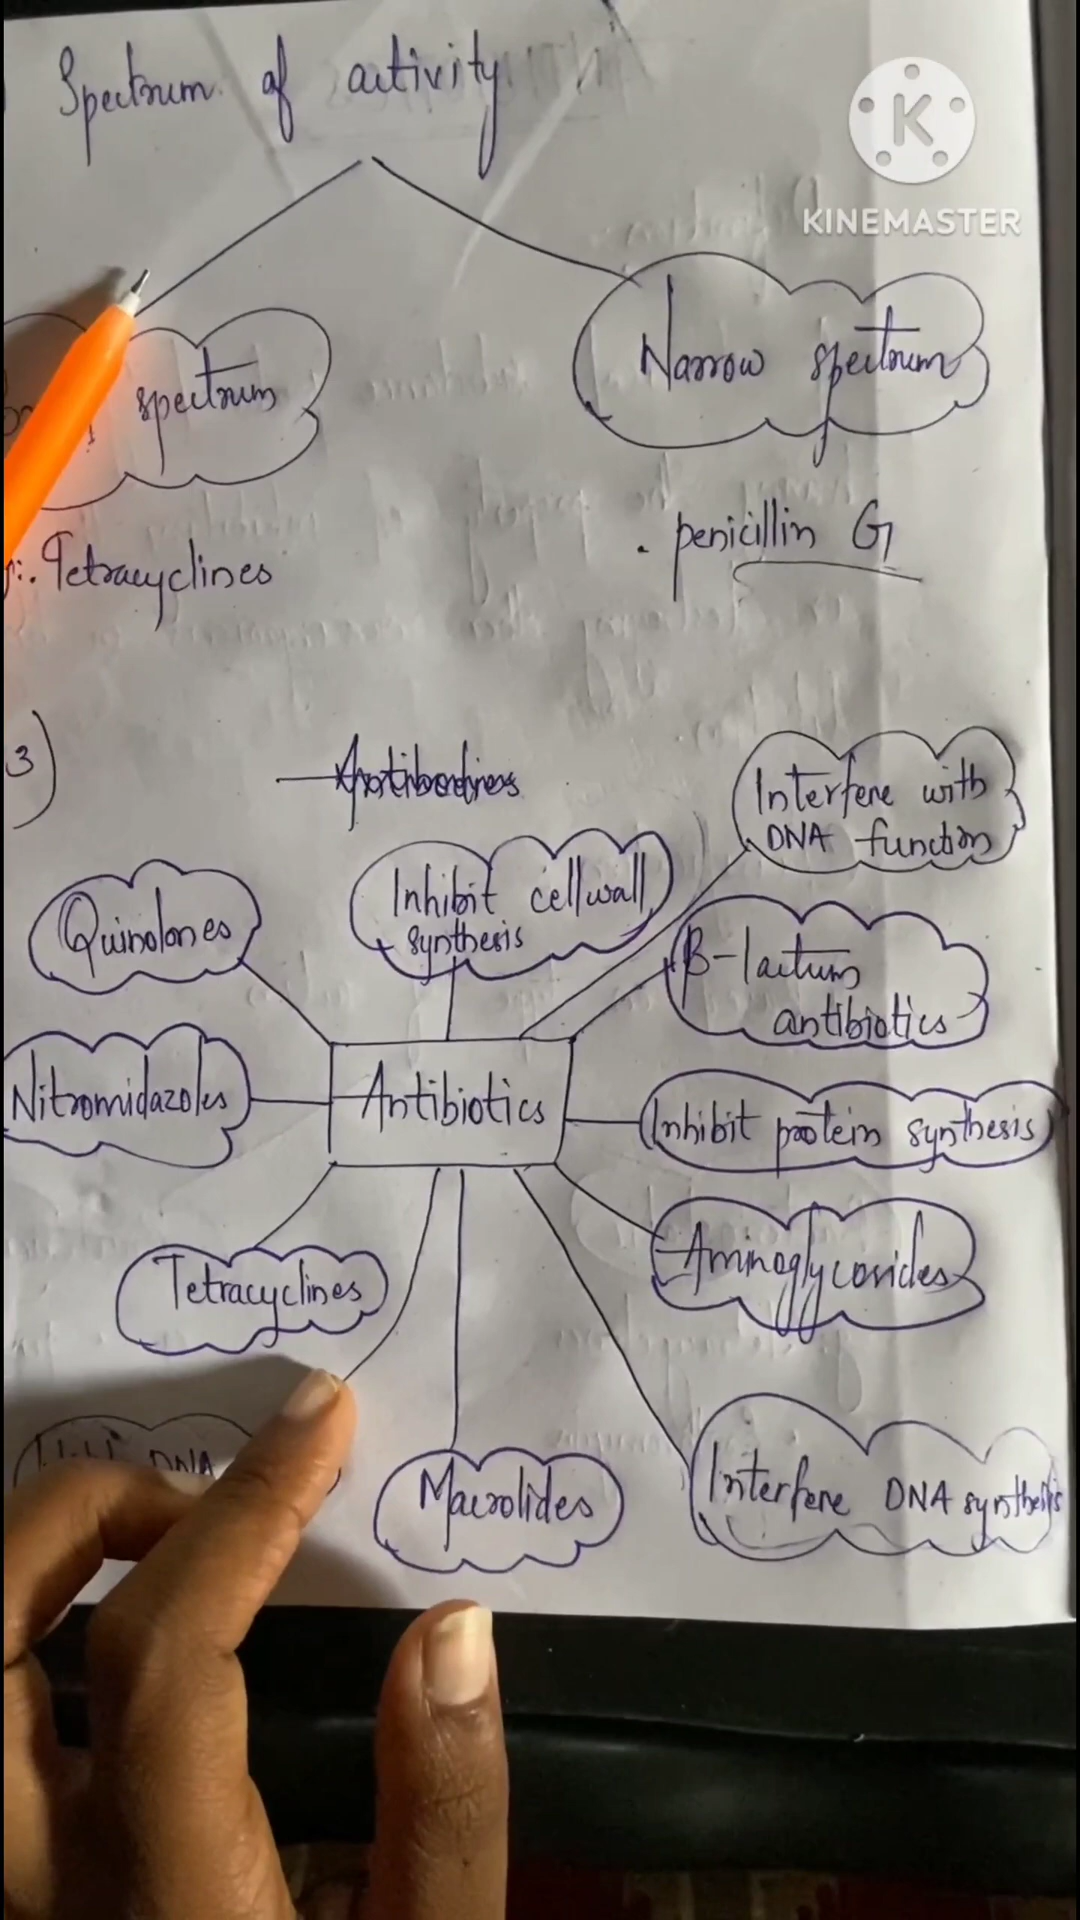 Spectrum of activity
K
KINEMASTER
spectrum
Narrow spectrum
. Tetracyclines
. penicillin G
3)
Interfere with
DNA function
Inhibit cellwall
synthesis
Quinolones
B-lactum
antibiotics
Nitromidazoles
Antibiotics
Inhibit protein synthesis
Aminoglycosides
Tetracyclines
DNA
Macrolides
Interfere DNA synthesis